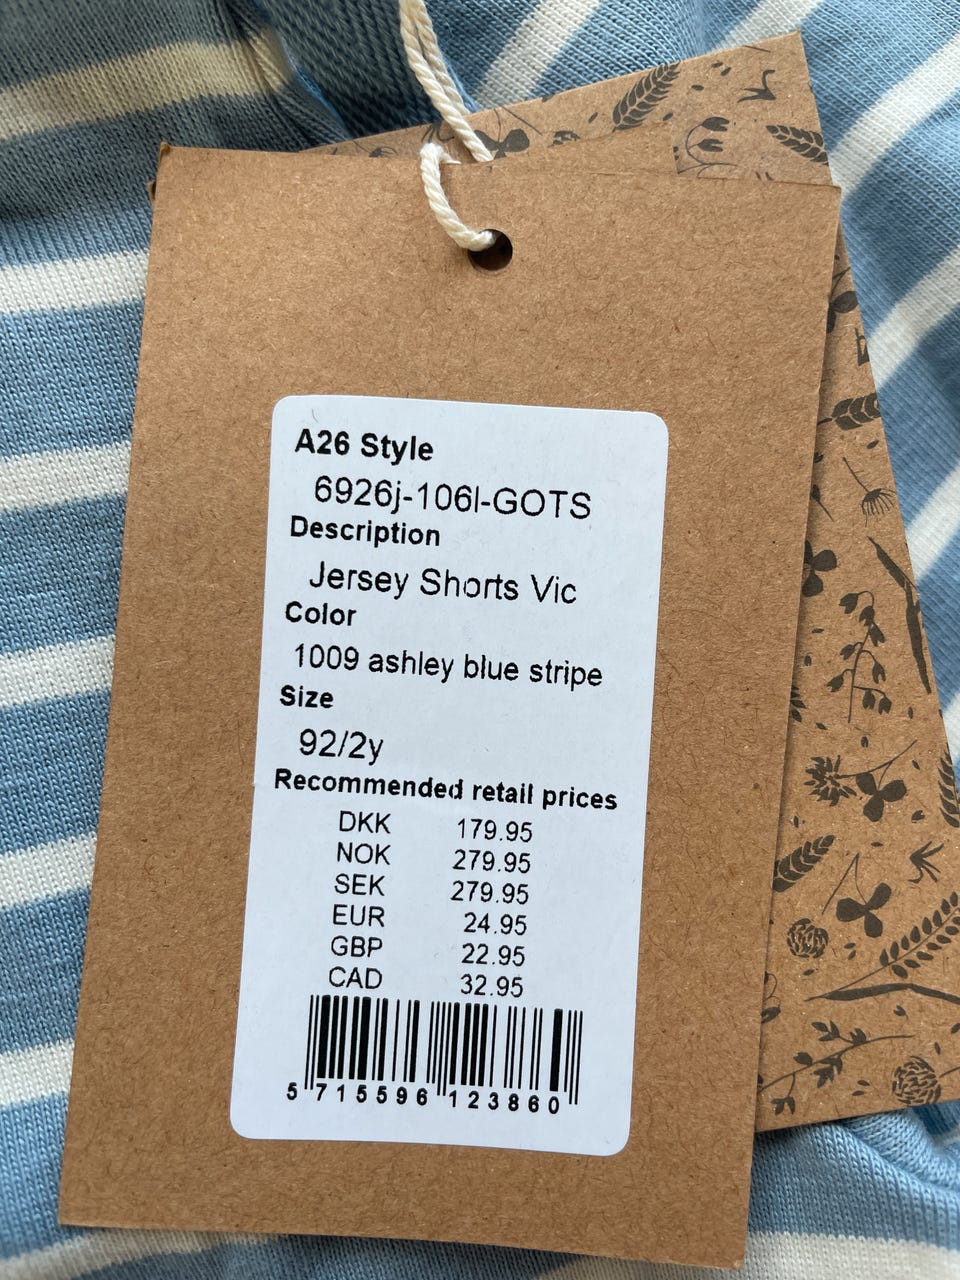 A26 Style
6926j-106l-GOTS
Description
Jersey Shorts Vic
Color
1009 ashley blue stripe
Size
92/2y
Recommended retail prices
DKK 179.95
NOK 279.95
SEK 279.95
EUR 24.95
GBP 22.95
CAD 32.95
5 715596 123860